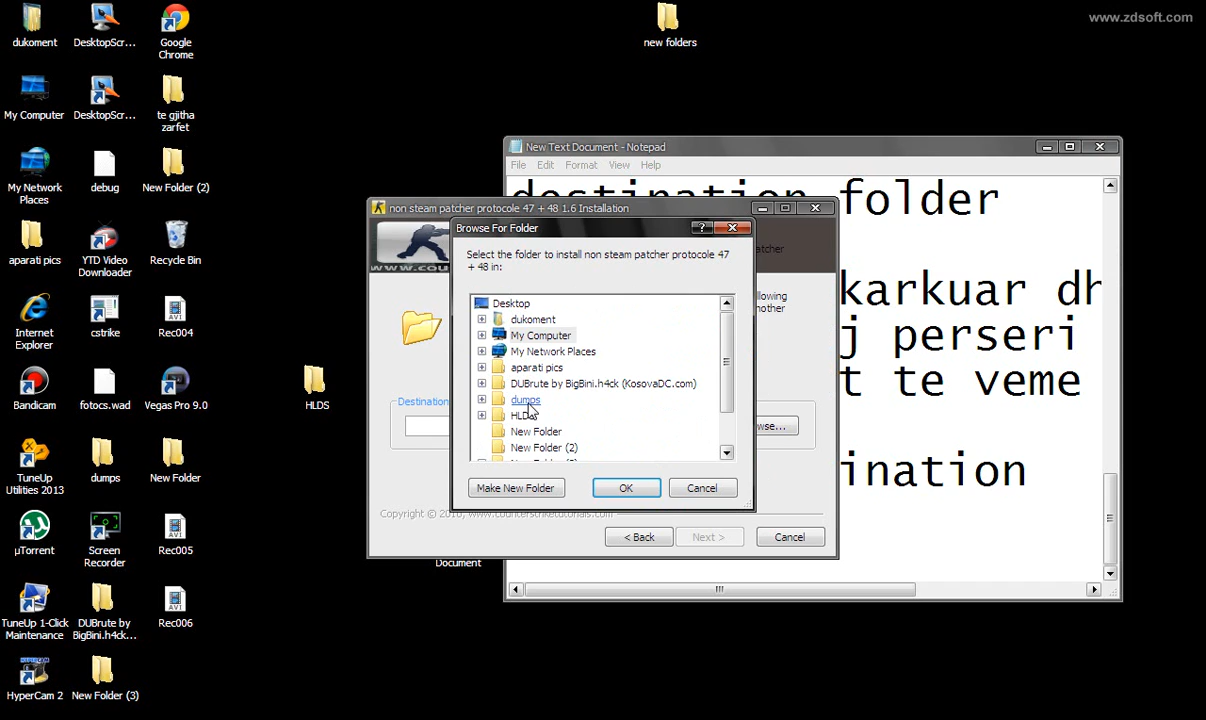 www.zdsoft.com
dukoment
DesktopScr...
Google
Chrome
new folders
My Computer
DesktopScr...
te gjitha
zarfet
My Network
Places
debug
New Folder (2)
aparati pics
YTD Video
Downloader
Recycle Bin
Internet
Explorer
cstrike
Rec004
Bandicam
fotocs.wad
Vegas Pro 9.0
HLDS
TuneUp
Utilities 2013
dumps
New Folder
µTorrent
Screen
Recorder
Rec005
TuneUp 1-Click
Maintenance
DUBrute by
BigBini.h4ck...
Rec006
HyperCam 2
New Folder (3)
Document
New Text Document - Notepad
File Edit Format View Help
destination folder
karkuar dh
j perseri
t te veme
ination
non steam patcher protocole 47 + 48 1.6 Installation
atcher
llowing
nother
Destination
wse...
Copyright © 2010, www.counterstriketutorials.com
< Back
Next >
Cancel
Browse For Folder
Select the folder to install non steam patcher protocole 47
+ 48 in:
Desktop
dukoment
My Computer
My Network Places
aparati pics
DUBrute by BigBini.h4ck (KosovaDC.com)
dumps
HLDS
New Folder
New Folder (2)
Make New Folder
OK
Cancel